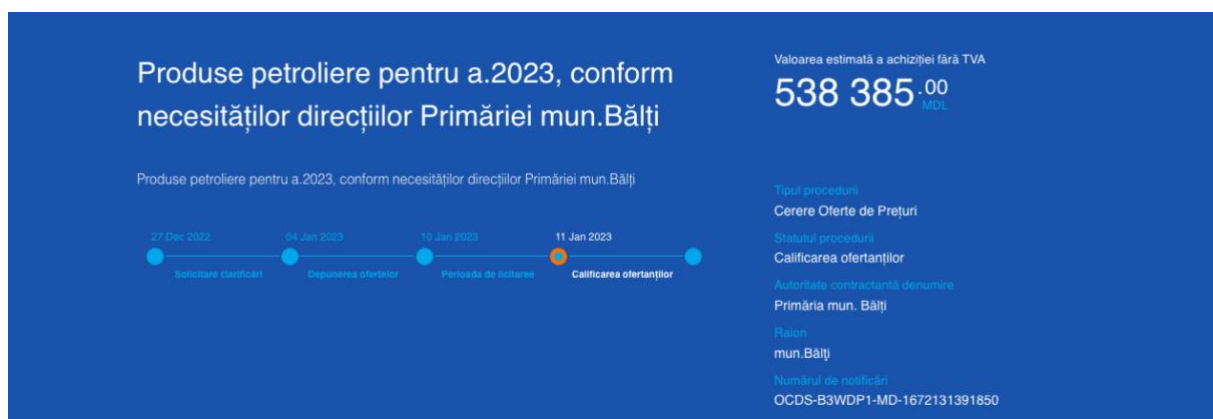 Produse petroliere pentru a.2023, conform
necesităților direcțiilor Primăriei mun.Bălți
Produse petroliere pentru a.2023, conform necesităților direcțiilor Primăriei mun.Bălți
27 Dec 2022
04 Jan 2023
10 Jan 2023
11 Jan 2023
Solicitare clarificări
Depunerea ofertelor
Perioada de licitaree
Calificarea ofertanților
Valoarea estimată a achiziției fără TVA
538 385.00
MDL
Tipul procedurii
Cerere Oferte de Prețuri
Statutul procedurii
Calificarea ofertanților
Autoritate contractantă denumire
Primăria mun. Bălți
Raion
mun.Bălţi
Numărul de notificări
OCDS-B3WDP1-MD-1672131391850